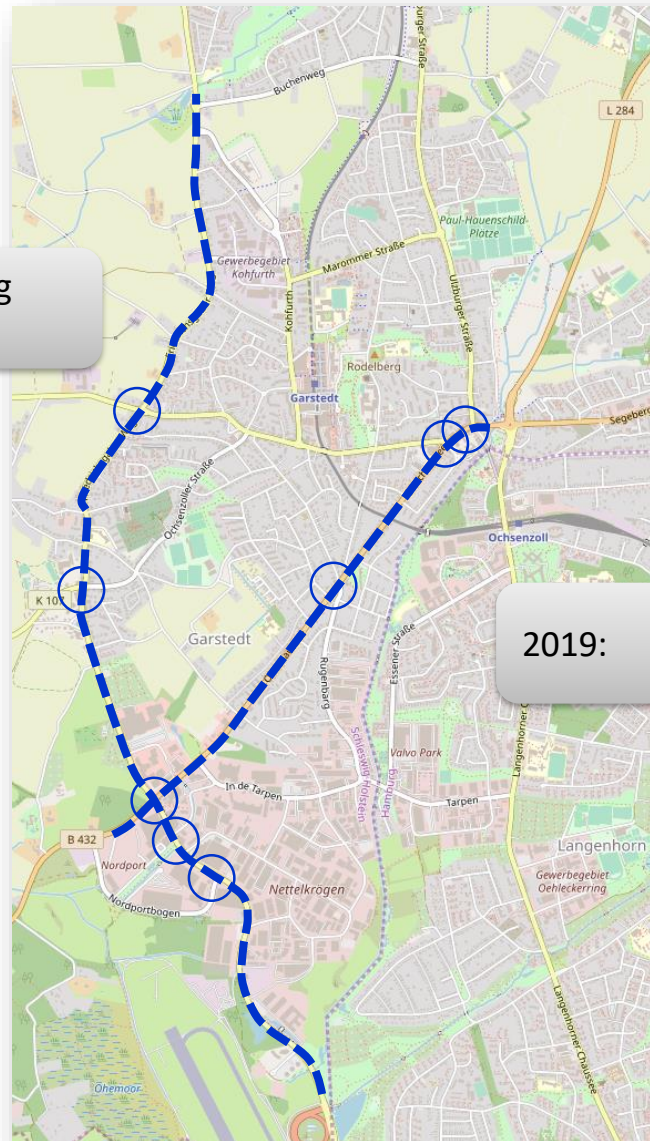 Buchenweg
L 284
Paul-Hauenschild-
Plätze
Gewerbegebiet
Kohfurth
Marommer Straße
Kohfurth
Ulzburger Straße
g
Rodelberg
Garstedt
Segeberg
Ochsenzoller Straße
Ochsenzoll
K 107
Garstedt
Essener Straße
2019:
Rugenbarg
Schleswig-Holstein
Hamburg
Valvo Park
In de Tarpen
Tarpen
B 432
Nordport
Langenhorn
Nettelkrögen
Gewerbegebiet
Oehleckerring
Nordportbogen
Langenhorner Chaussee
Ohemoor